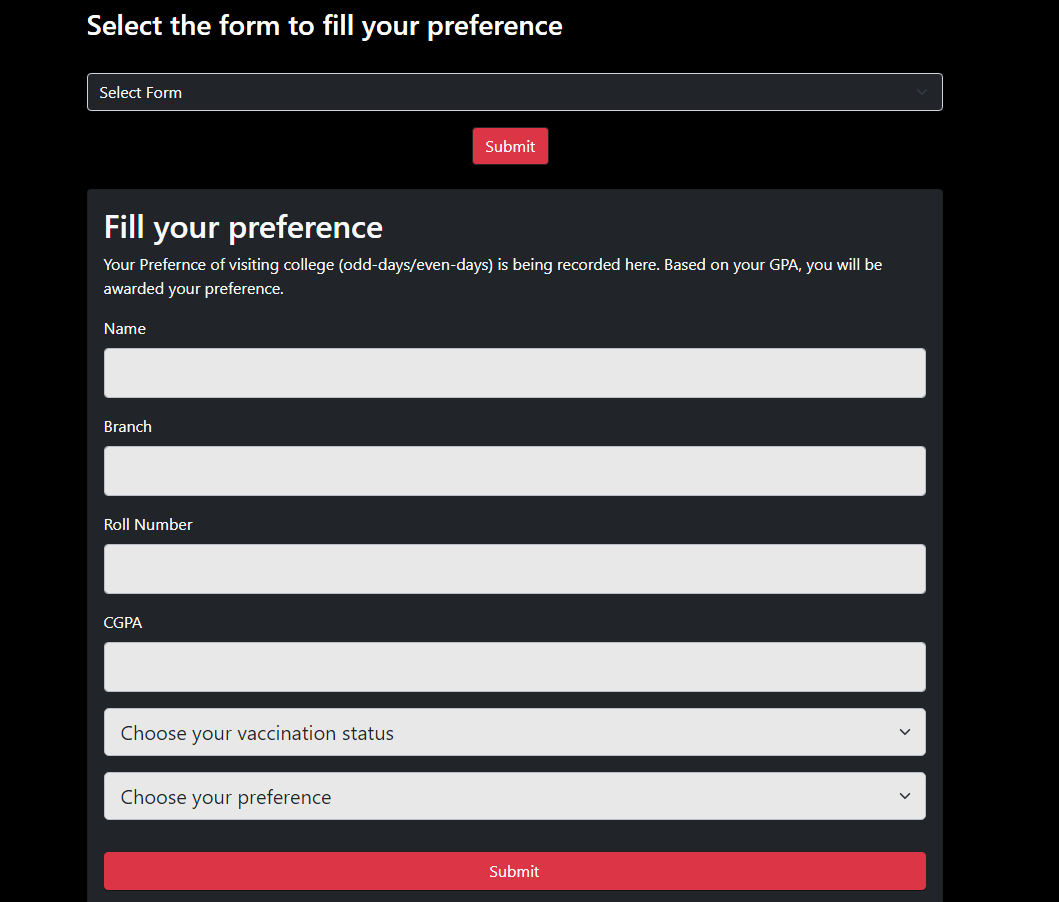 Select the form to fill your preference
Select Form
Submit
Fill your preference
Your Prefernce of visiting college (odd-days/even-days) is being recorded here. Based on your GPA, you will be
awarded your preference.
Name
Branch
Roll Number
CGPA
Choose your vaccination status
Choose your preference
Submit